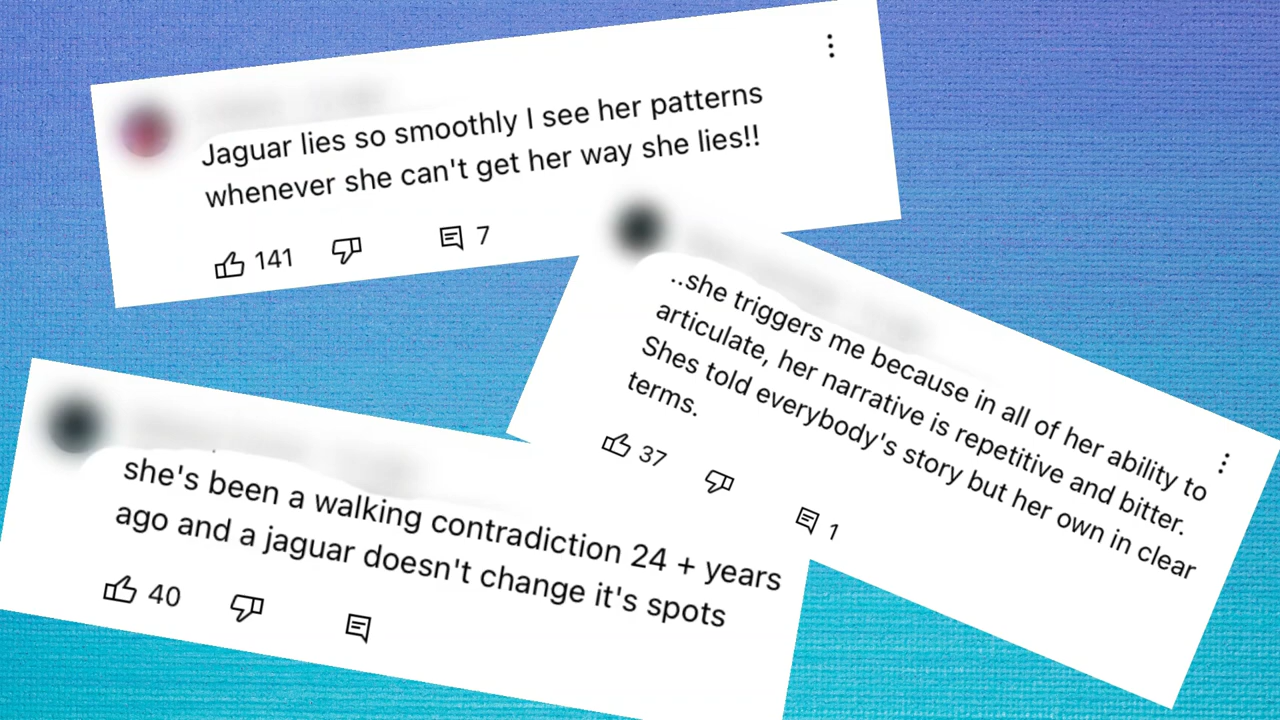 Jaguar lies so smoothly I see her patterns
whenever she can't get her way she lies!!
141
7
..she triggers me because in all of her ability to
articulate, her narrative is repetitive and bitter.
Shes told everybody's story but her own in clear
terms.
37
1
she's been a walking contradiction 24 + years
ago and a jaguar doesn't change it's spots
40